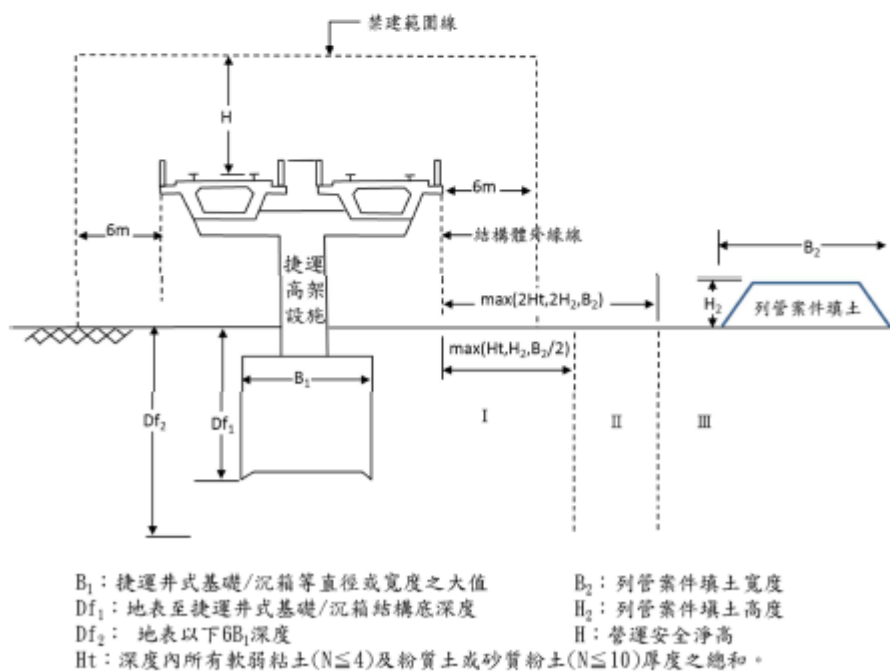 禁建範圍線
H
6m
6m
結構體外緣線
B₂
捷運
高架
設施
max(2Ht,2H₂,B₂)
H₂
列管案件填土
max(Ht,H₂,B₂/2)
B₁
Df₂
Df₁
I
II
III
B₁：捷運井式基礎/沉箱等直徑或寬度之大值
B₂：列管案件填土寬度
Df₁：地表至捷運井式基礎/沉箱結構底深度
H₂：列管案件填土高度
Df₂： 地表以下6B₁深度
H：營運安全淨高
Ht：深度內所有軟弱粘土(N≦4)及粉質土或砂質粉土(N≦10)厚度之總和。